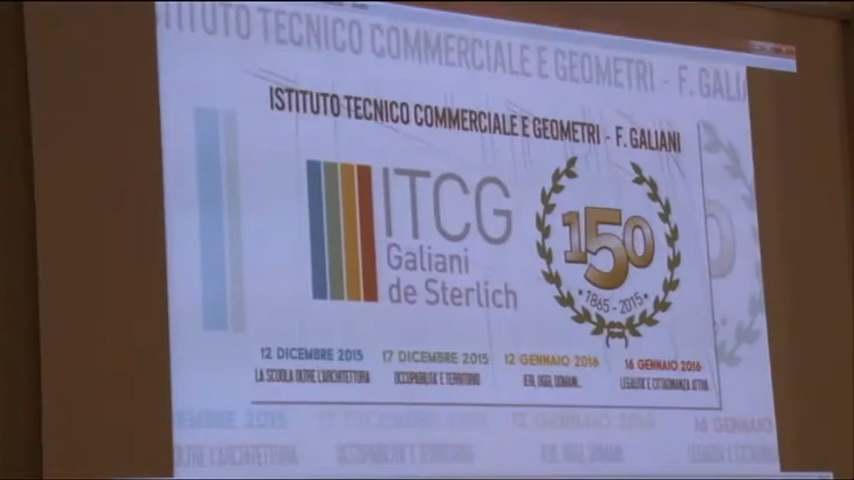 ISTITUTO TECNICO COMMERCIALE E GEOMETRI - F. GALIANI
ISTITUTO TECNICO COMMERCIALE E GEOMETRI - F. GALIANI
ITCG
Galiani
de Sterlich
150
* 1865 - 2015 *
12 DICEMBRE 2015
LA SCUOLA OLTRE L'ARCHITETTURA
17 DICEMBRE 2015
OCCUPABILITA' E TERRITORIO
12 GENNAIO 2016
IERI, OGGI, DOMANI...
16 GENNAIO 2016
LEGALITA' E CITTADINANZA ATTIVA